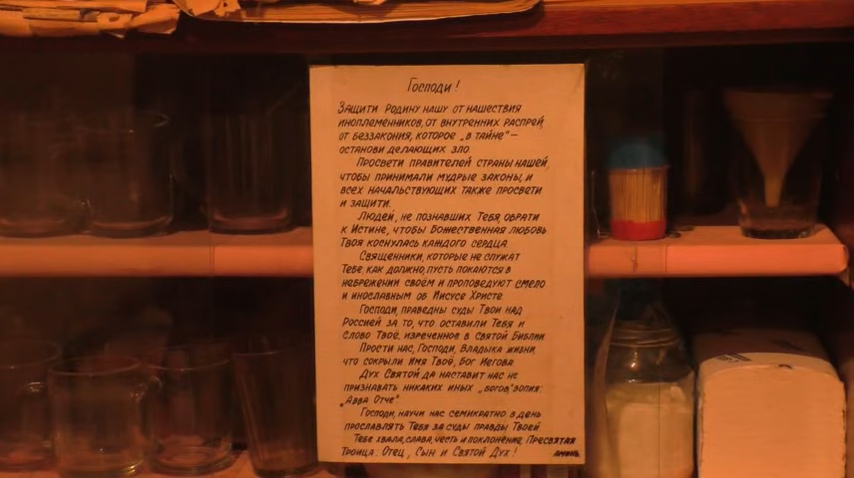 Господи!
Защити Родину нашу от нашествия
иноплеменников, от внутренних распрей,
от беззакония, которое „в тайне" –
останови делающих зло.
Просвети правителей страны нашей,
чтобы принимали мудрые законы, и
всех начальствующих также просвети
и защити.
Людей, не познавших Тебя, обрати
к Истине, чтобы Божественная любовь
Твоя коснулась каждого сердца.
Священники, которые не служат
Тебе как должно, пусть покаются в
небрежении своем и проповедуют смело
и инославным об Иисусе Христе
Господи, праведны суды Твои над
Россией за то, что оставили Тебя и
Слово Твоё, изреченное в Святой Библии
Прости нас, Господи, Владыка жизни,
что сокрыли Имя Твоё, Бог Иегова
Дух Святой да наставит нас не
признавать никаких иных „богов", вопия:
„Авва Отче"
Господи, научи нас семикратно в день
прославлять Тебя за суды правды Твоей
Тебе хвала, слава, честь и поклонение, Пресвятая
Троица: Отец, Сын и Святой Дух! Аминь